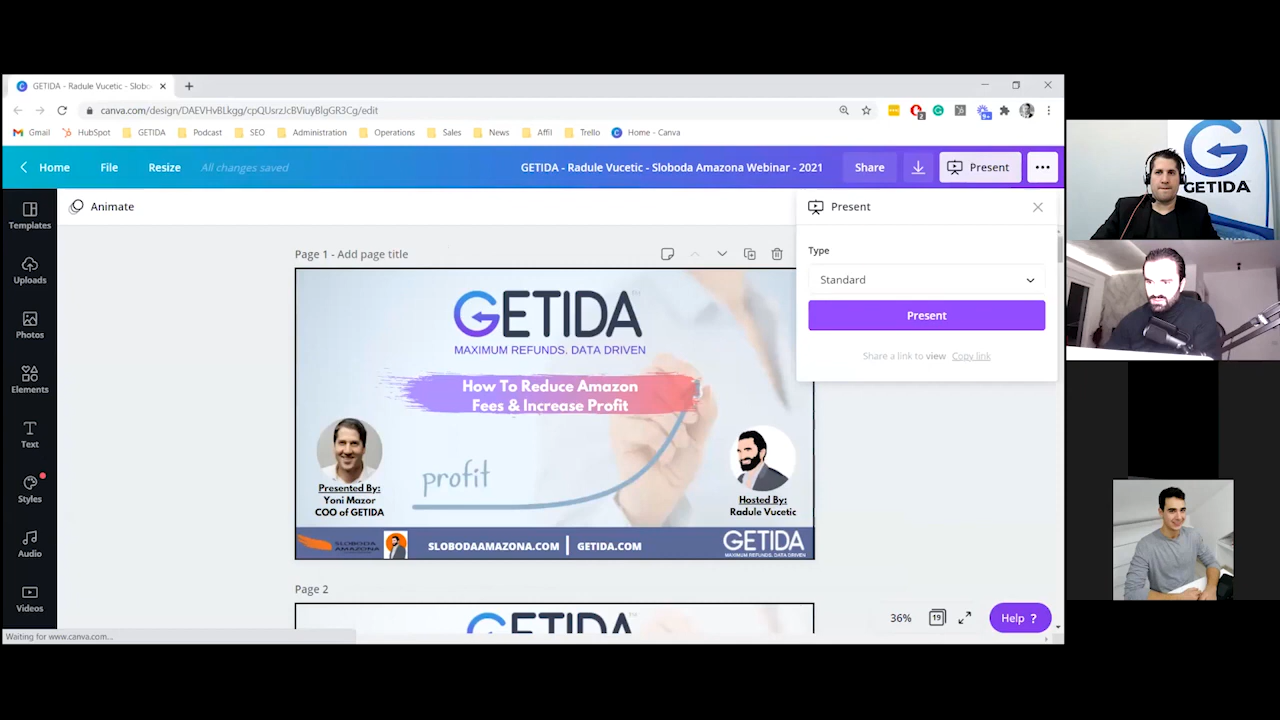 GETIDA - Radule Vucetic - Slobo
canva.com/design/DAEVHvBLkgg/cpQUsrzJcBViuyBlgGR3Cg/edit
2
9+
Gmail HubSpot GETIDA Podcast SEO Administration Operations Sales News Affil Trello Home - Canva
Home File Resize All changes saved GETIDA - Radule Vucetic - Sloboda Amazona Webinar - 2021 Share Present
Templates
Uploads
Photos
Elements
Text
Styles
Audio
Videos
Animate
Present
Type
Standard
Present
Share a link to view Copy link
Page 1 - Add page title
GETIDA
MAXIMUM REFUNDS. DATA DRIVEN
How To Reduce Amazon
Fees & Increase Profit
profit
Presented By:
Yoni Mazor
COO of GETIDA
Hosted By:
Radule Vucetic
SLOBODA
AMAZONA
SLOBODAAMAZONA.COM | GETIDA.COM
GETIDA
MAXIMUM REFUNDS. DATA DRIVEN
Page 2
GETIDA
36%
19
Help ?
Waiting for www.canva.com...
GETIDA